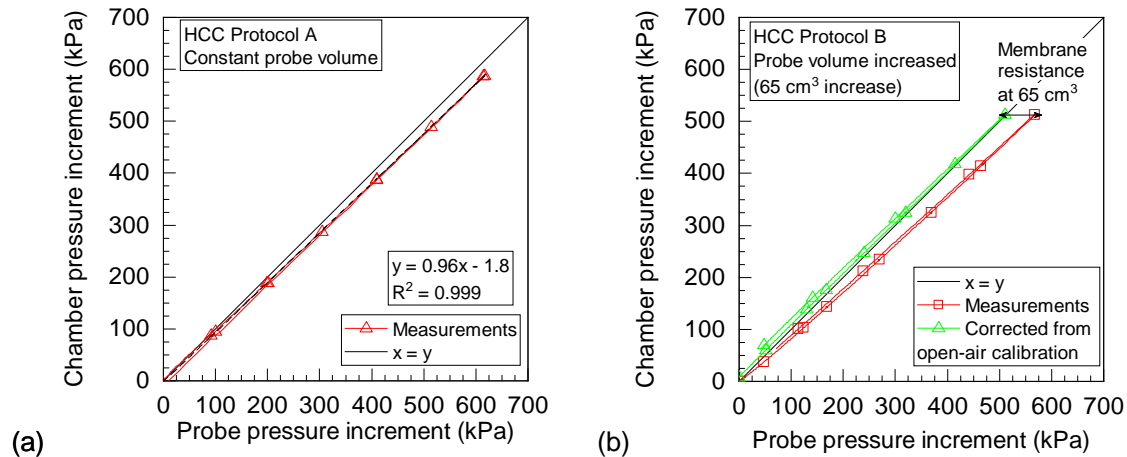 HCC Protocol A
Constant probe volume
y = 0.96x - 1.8
R² = 0.999
Measurements
x = y
Chamber pressure increment (kPa)
700
600
500
400
300
200
100
0
0 100 200 300 400 500 600 700
Probe pressure increment (kPa)
(a)
HCC Protocol B
Probe volume increased
(65 cm³ increase)
Membrane
resistance
at 65 cm³
x = y
Measurements
Corrected from
open-air calibration
Chamber pressure increment (kPa)
700
600
500
400
300
200
100
0
0 100 200 300 400 500 600 700
Probe pressure increment (kPa)
(b)